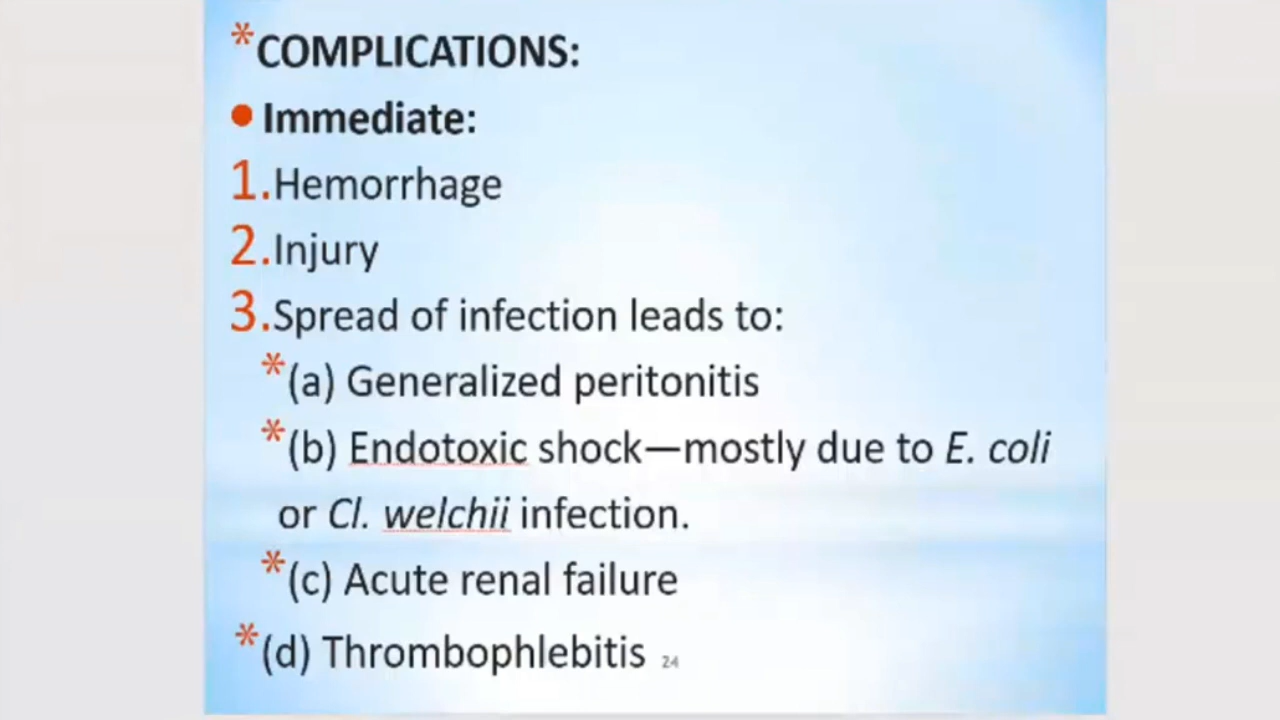 *COMPLICATIONS:
• Immediate:
1.Hemorrhage
2.Injury
3.Spread of infection leads to:
*(a) Generalized peritonitis
*(b) Endotoxic shock—mostly due to E. coli
or Cl. welchii infection.
*(c) Acute renal failure
*(d) Thrombophlebitis 24